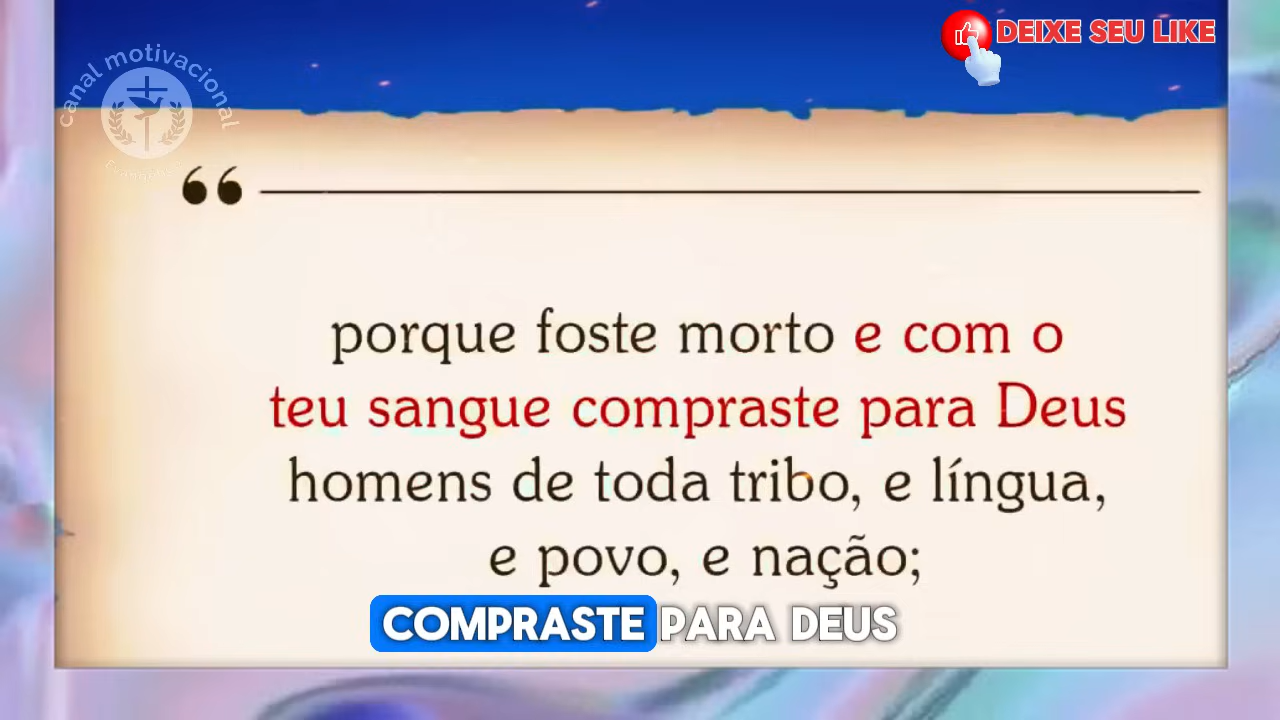 DEIXE SEU LIKE
canal motivacional
“
porque foste morto e com o
teu sangue compraste para Deus
homens de toda tribo, e língua,
e povo, e nação;
COMPRASTE PARA DEUS